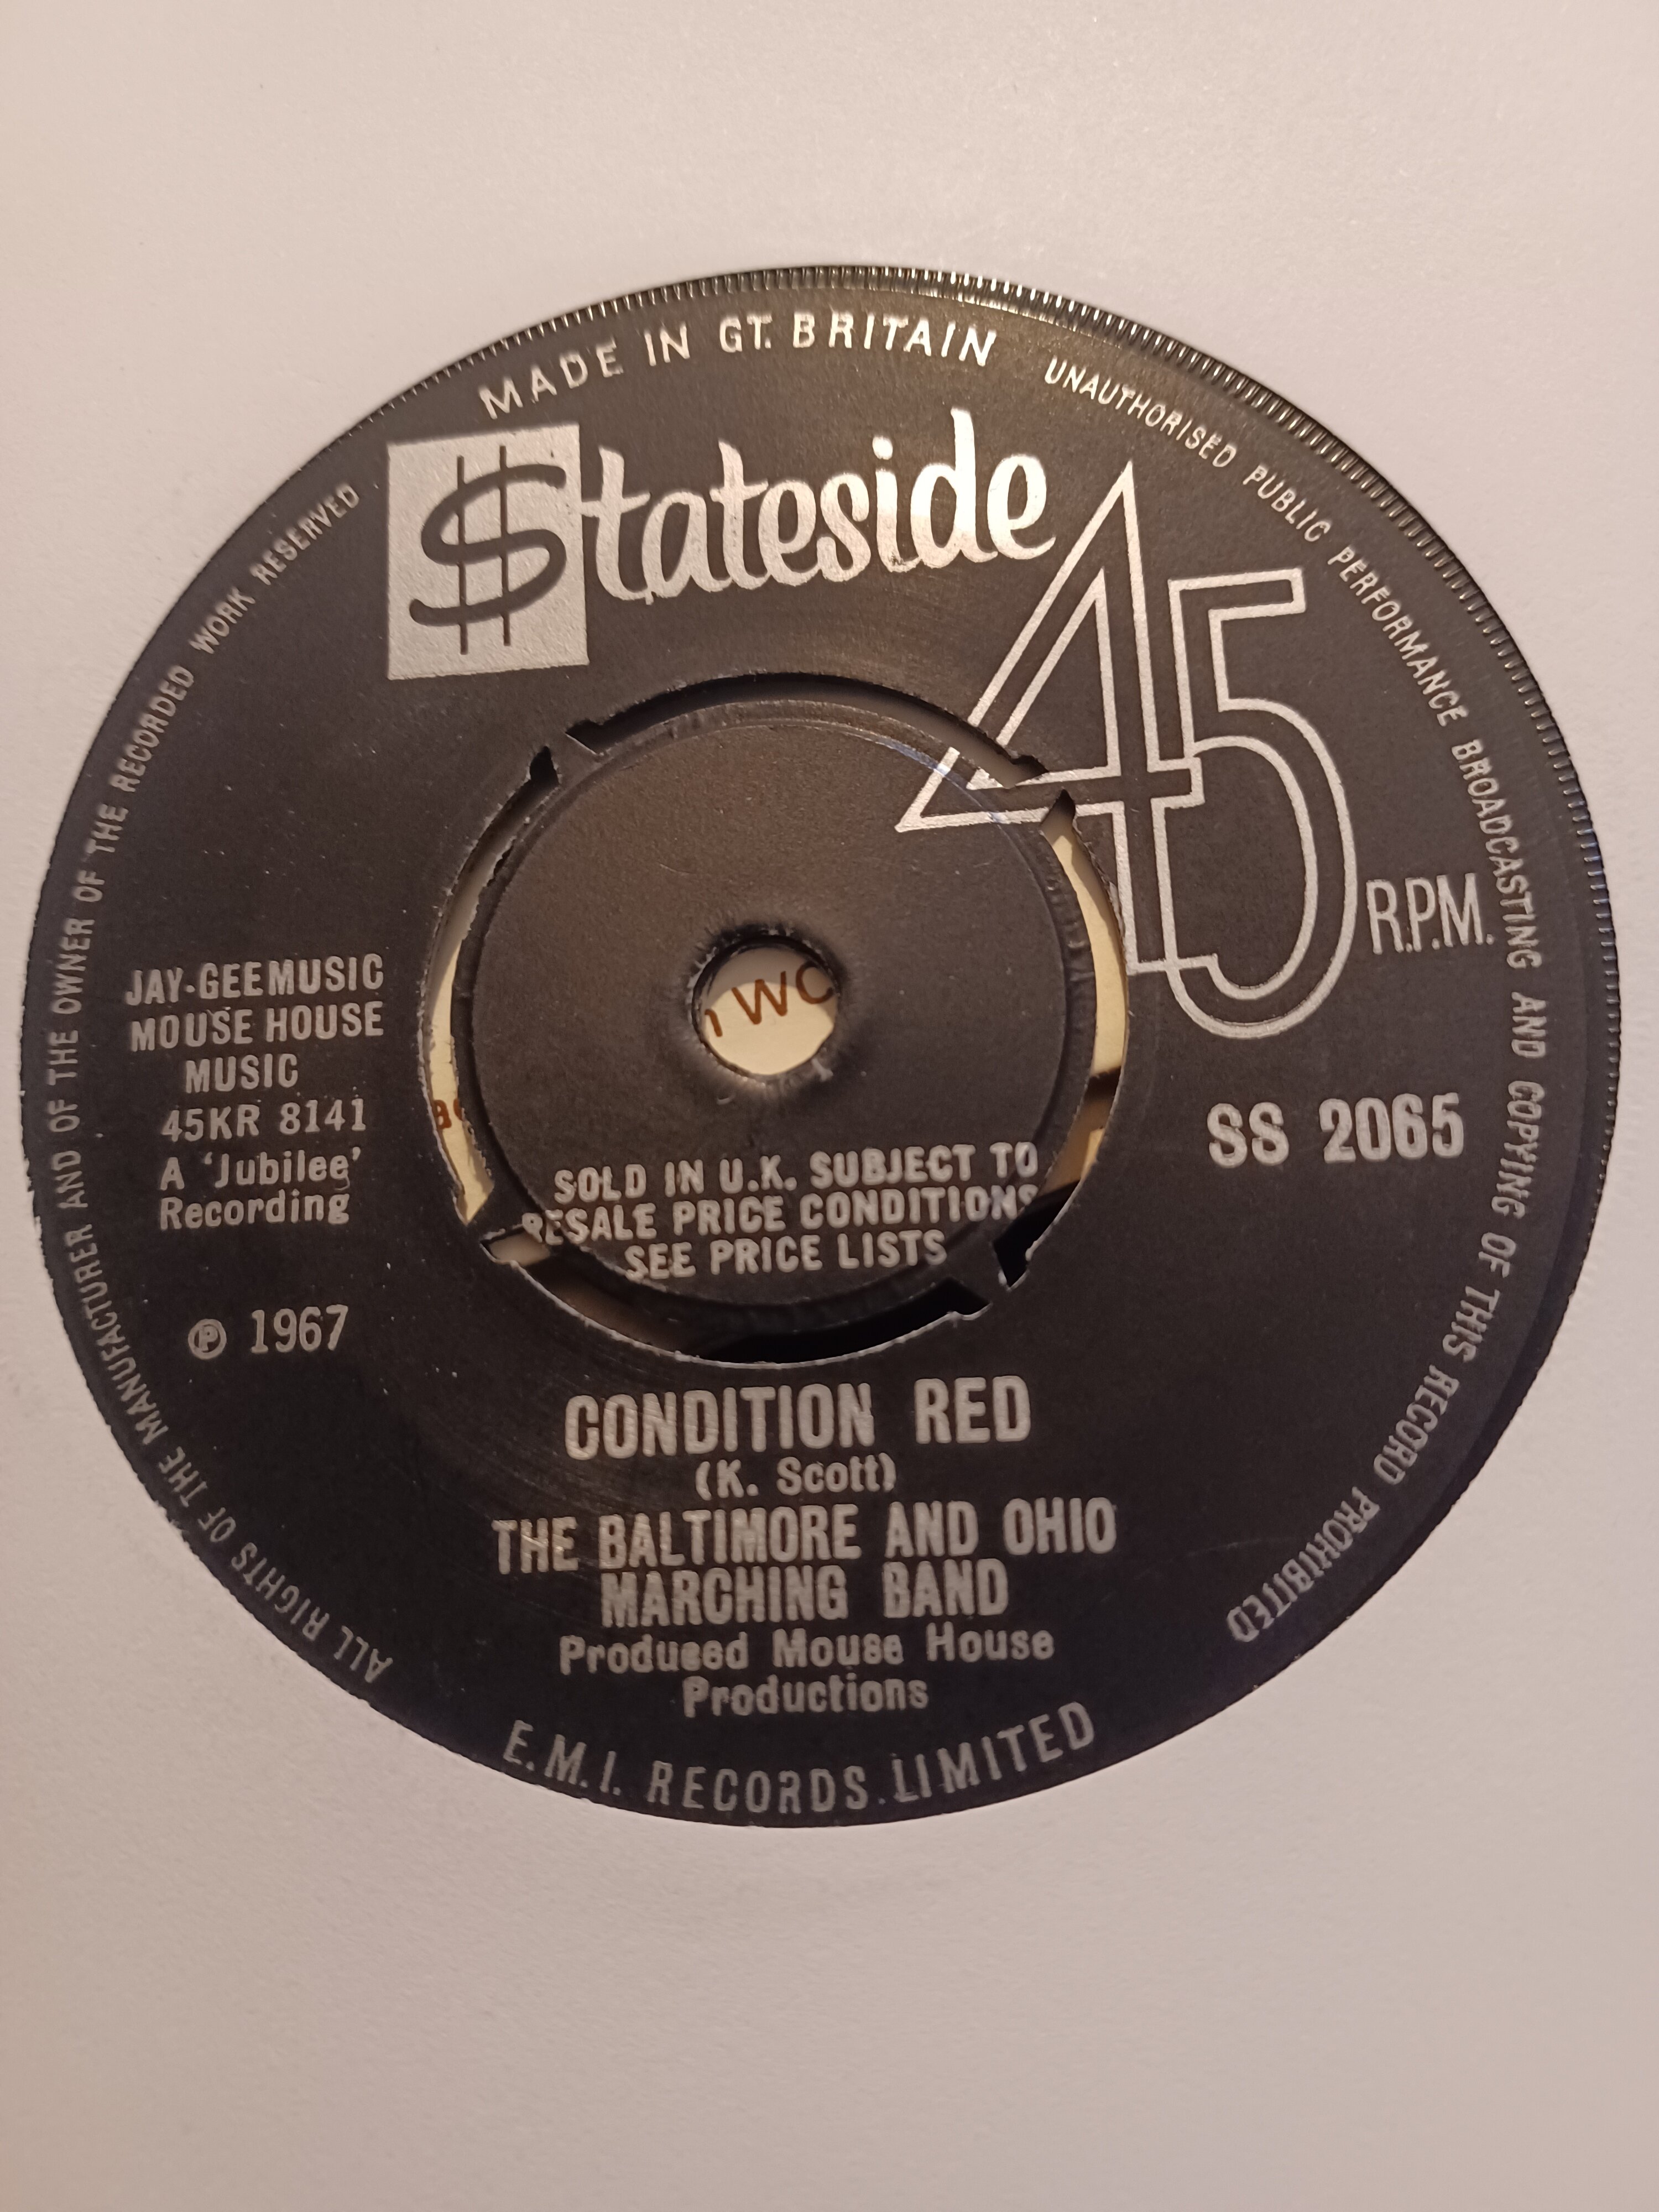 MADE IN GT. BRITAIN
UNAUTHORISED PUBLIC PERFORMANCE BROADCASTING AND COPYING OF THIS RECORD PROHIBITED
ALL RIGHTS OF THE MANUFACTURER AND OF THE OWNER OF THE RECORDED WORK RESERVED
$tateside
45
R.P.M.
JAY-GEE MUSIC
MOUSE HOUSE
MUSIC
45KR 8141
A 'Jubilee'
Recording
℗ 1967
SS 2065
SOLD IN U.K. SUBJECT TO
RESALE PRICE CONDITIONS
SEE PRICE LISTS
CONDITION RED
(K. Scott)
THE BALTIMORE AND OHIO
MARCHING BAND
Produced Mouse House
Productions
E.M.I. RECORDS. LIMITED